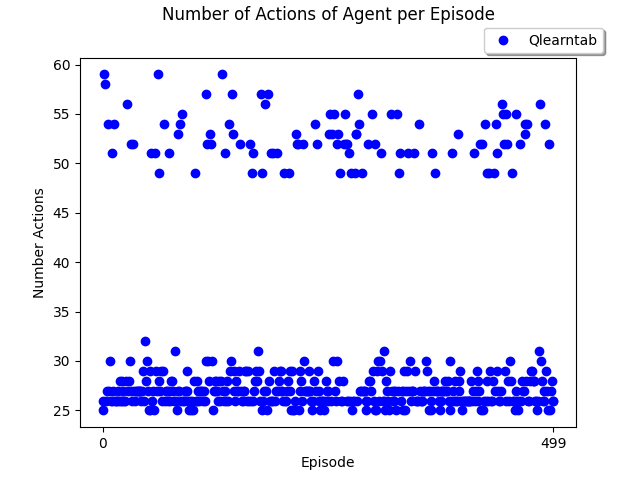 Number of Actions of Agent per Episode
Qlearntab
60
55
50
45
40
35
30
25
Number Actions
0
499
Episode